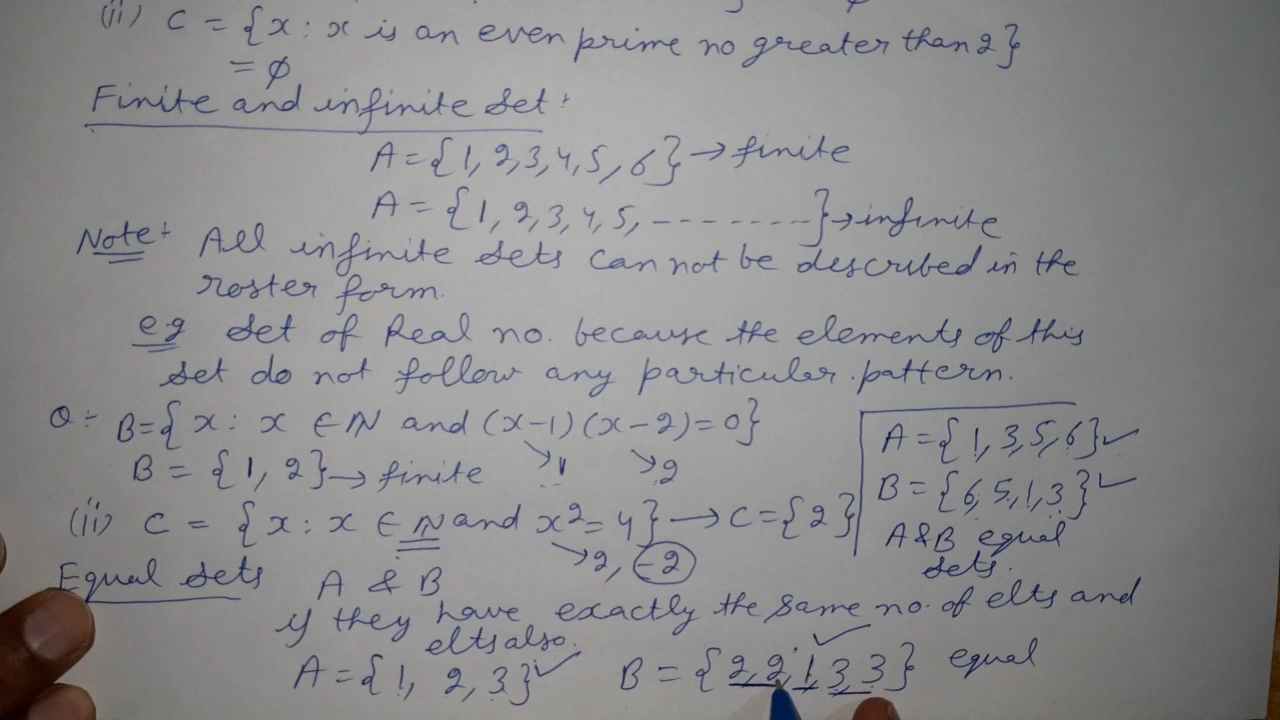 (ii) C = {x : x is an even prime no greater than 2}
= ϕ
Finite and infinite set :
A = {1, 2, 3, 4, 5, 6} → finite
A = {1, 2, 3, 4, 5, - - - - - - -} → infinite
Note : All infinite sets can not be described in the
roster form.
e.g Set of Real no. because the elements of this
set do not follow any particular pattern.
Q :- B = {x : x ∈ N and (x-1)(x-2)=0}
↘1 ↘2
B = {1, 2} → finite
(ii) C = {x : x ∈ N and x² = 4} → C = {2}
↘2, -2
A = {1, 3, 5, 6} ✓
B = {6, 5, 1, 3} ✓
A & B equal
sets.
Equal sets A & B
if they have exactly the same no. of elts and
elts also.
A = {1, 2, 3} ✓ B = {2, 2, 1, 3, 3} ✓ equal